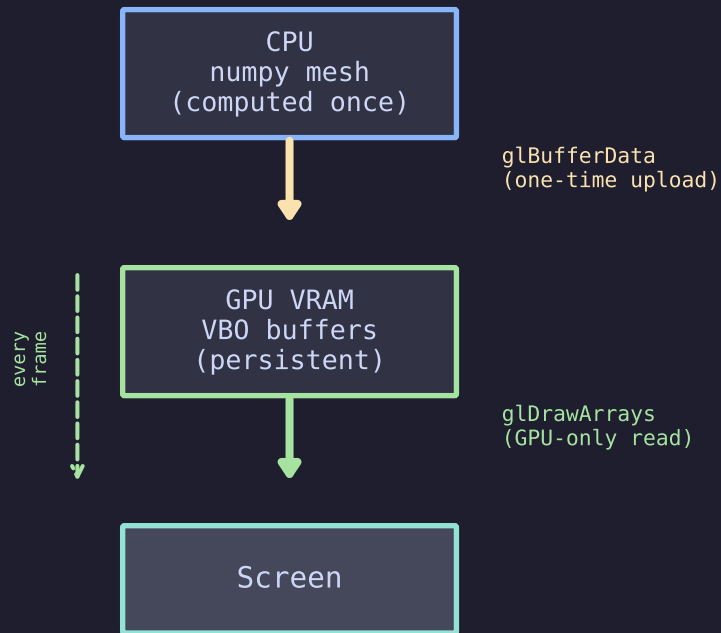 CPU
numpy mesh
(computed once)
glBufferData
(one-time upload)
GPU VRAM
VBO buffers
(persistent)
every
frame
glDrawArrays
(GPU-only read)
Screen